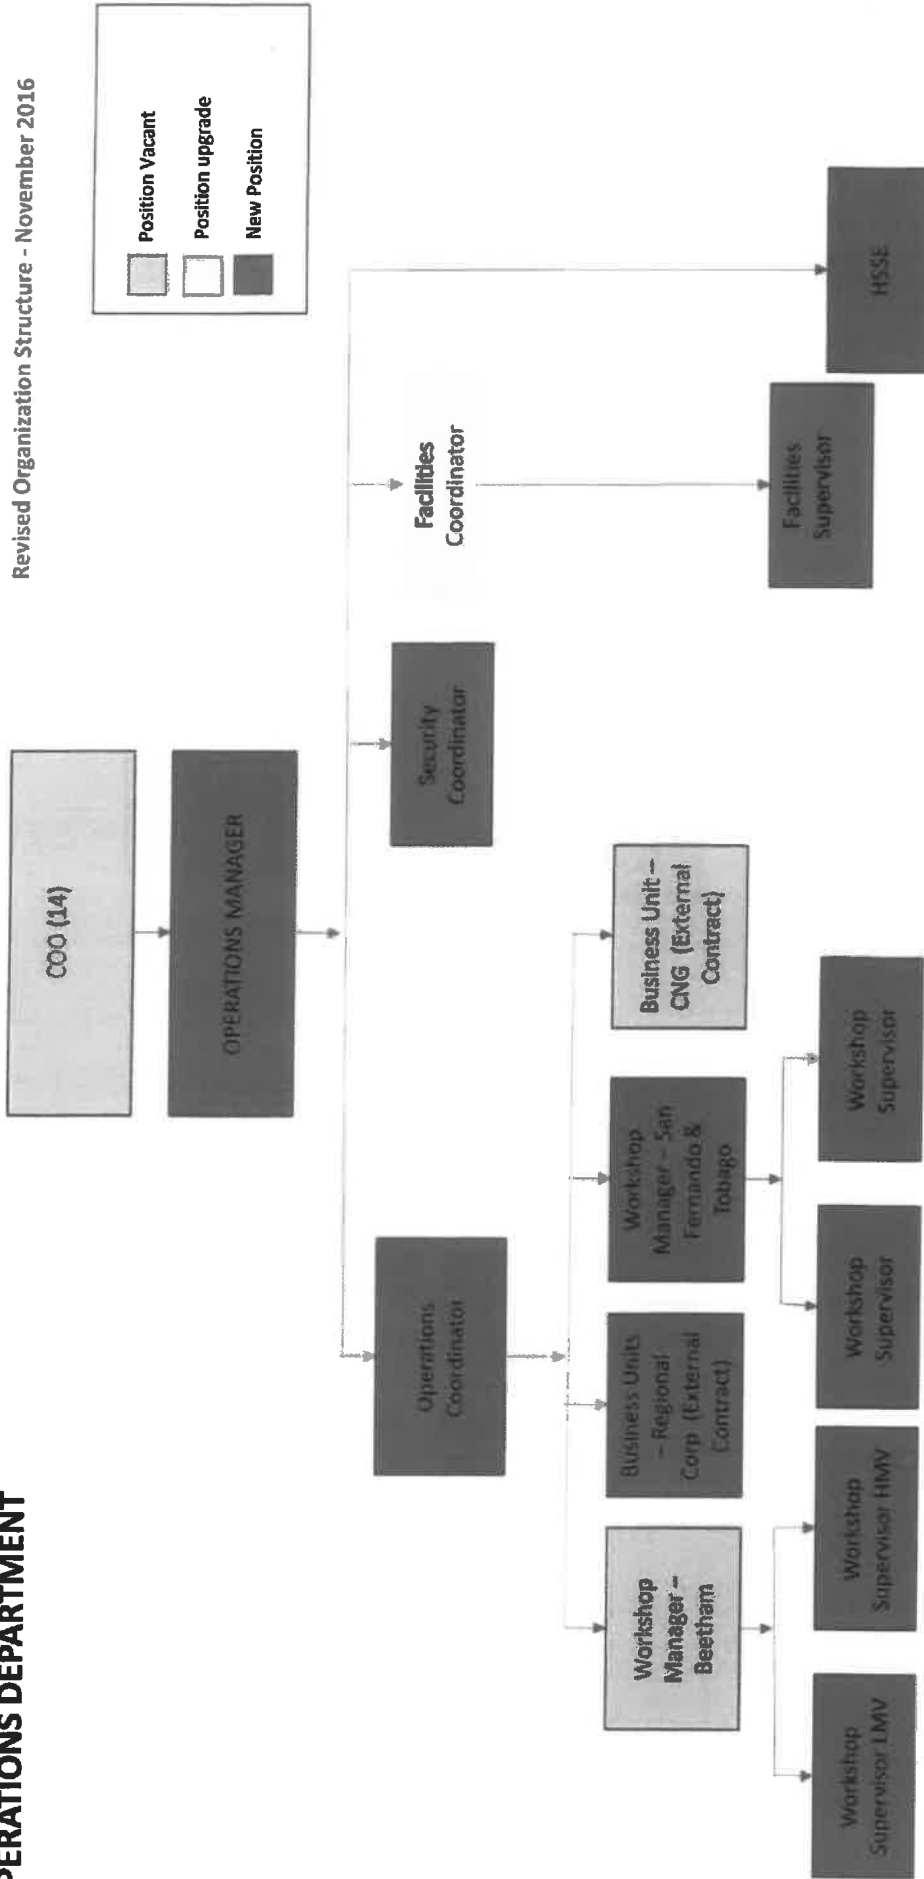 PERATIONS DEPARTMENT
Revised Organization Structure - November 2016
Position Vacant
Position upgrade
New Position
COO (14)
OPERATIONS MANAGER
Operations
Coordinator
Security
Coordinator
Facilities
Coordinator
HSSE
Facilities
Supervisor
Workshop
Manager –
Beetham
Business Units
– Regional
Corp (External
Contract)
Workshop
Manager – San
Fernando &
Tobago
Business Unit –
CNG (External
Contract)
Workshop
Supervisor LMV
Workshop
Supervisor HMV
Workshop
Supervisor
Workshop
Supervisor